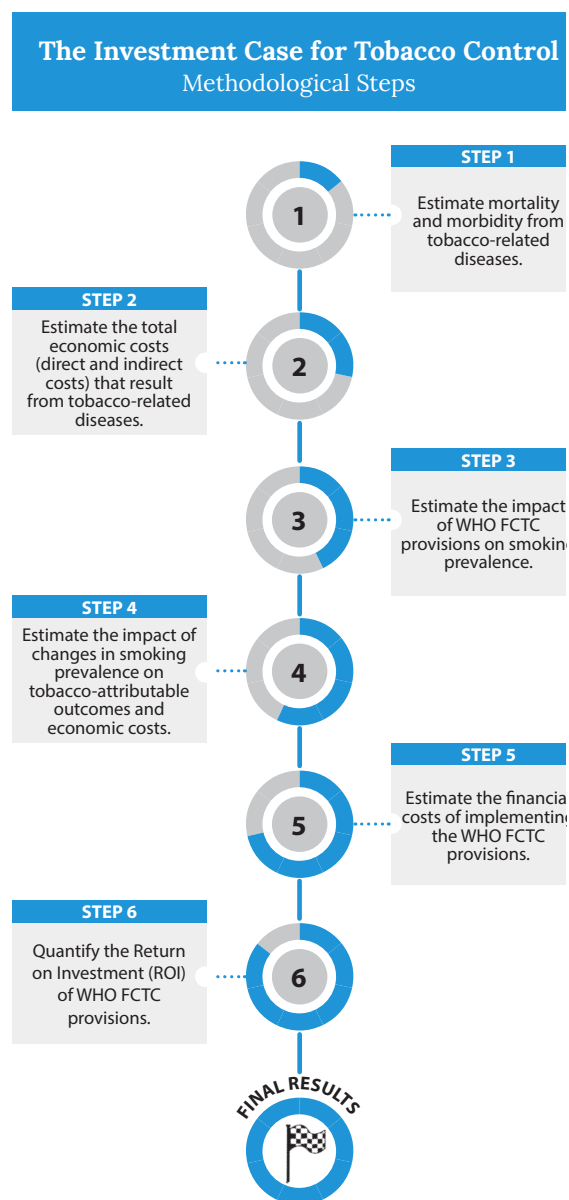 The Investment Case for Tobacco Control
Methodological Steps
STEP 1
1
Estimate mortality
and morbidity from
tobacco-related
diseases.
STEP 2
Estimate the total
economic costs
(direct and indirect
costs) that result
from tobacco-related
diseases.
2
STEP 3
3
Estimate the impact
of WHO FCTC
provisions on smoking
prevalence.
STEP 4
Estimate the impact of
changes in smoking
prevalence on
tobacco-attributable
outcomes and
economic costs.
4
STEP 5
5
Estimate the financial
costs of implementing
the WHO FCTC
provisions.
STEP 6
Quantify the Return
on Investment (ROI)
of WHO FCTC
provisions.
6
FINAL RESULTS